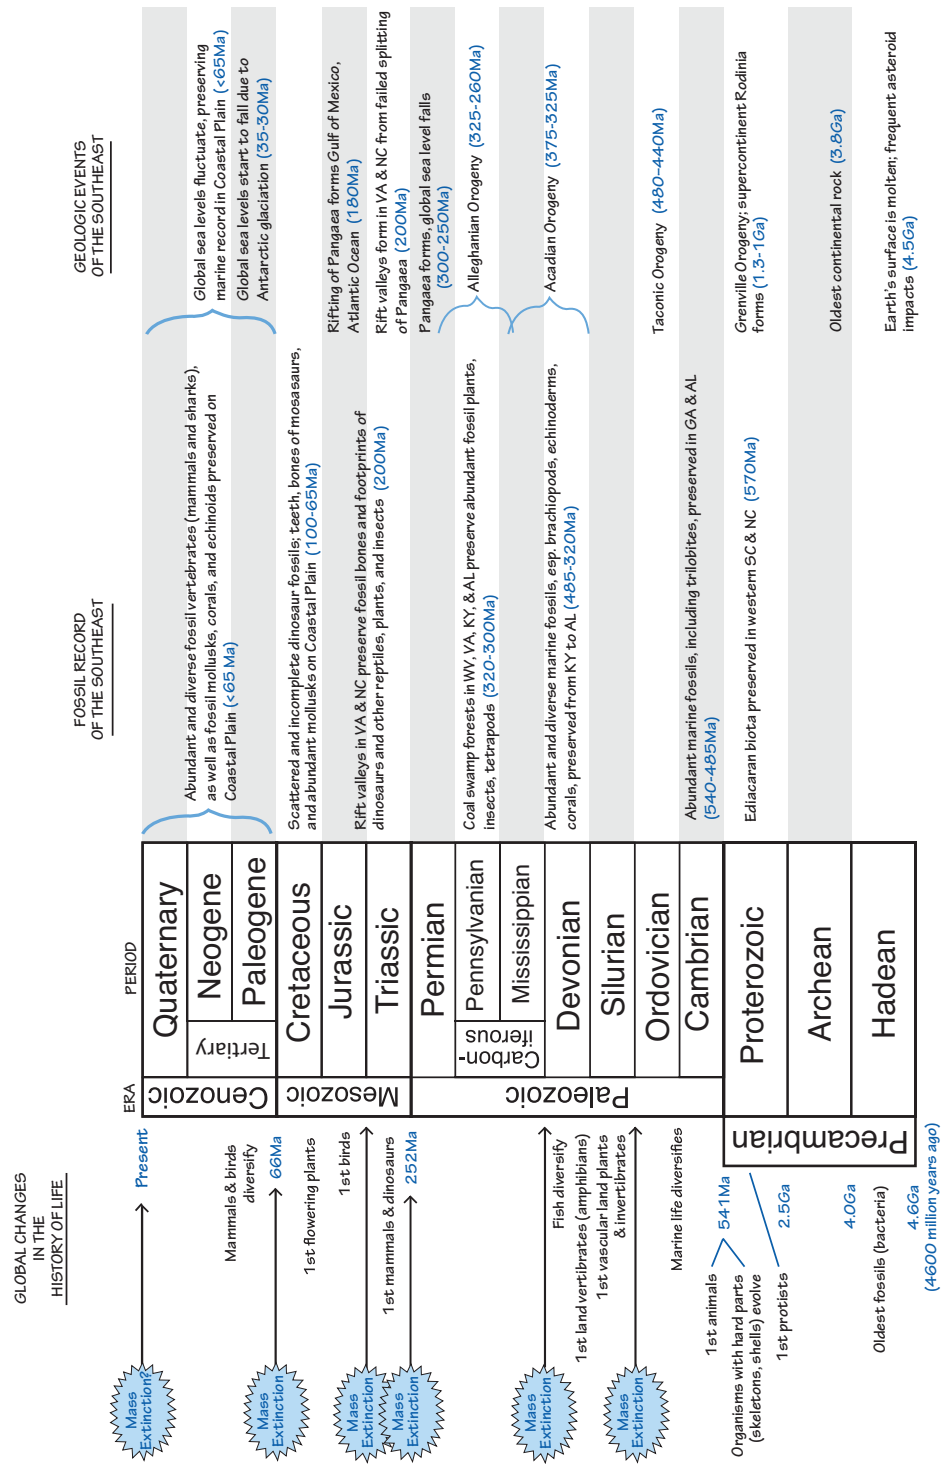 GLOBAL CHANGES
IN THE
HISTORY OF LIFE
ERA
PERIOD
FOSSIL RECORD
OF THE SOUTHEAST
GEOLOGIC EVENTS
OF THE SOUTHEAST
Mass
Extinction?
Present
Mammals & birds
diversify
Mass
Extinction
66Ma
1st flowering plants
1st birds
Mass
Extinction
1st mammals & dinosaurs
Mass
Extinction
252Ma
Mass
Extinction
Fish diversify
1st land vertibrates (amphibians)
1st vascular land plants
& invertibrates
Mass
Extinction
Marine life diversifies
1st animals
541Ma
Organisms with hard parts
(skeletons, shells) evolve
1st protists
2.5Ga
4.0Ga
Oldest fossils (bacteria)
4.6Ga
(4600 million years ago)
Cenozoic
Mesozoic
Paleozoic
Precambrian
Quaternary
Tertiary
Neogene
Paleogene
Cretaceous
Jurassic
Triassic
Permian
Carbon-
iferous
Pennsylvanian
Mississippian
Devonian
Silurian
Ordovician
Cambrian
Proterozoic
Archean
Hadean
Abundant and diverse fossil vertebrates (mammals and sharks),
as well as fossil mollusks, corals, and echinoids preserved on
Coastal Plain (<65 Ma)
Scattered and incomplete dinosaur fossils; teeth, bones of mosasaurs,
and abundant mollusks on Coastal Plain (100-65Ma)
Rift valleys in VA & NC preserve fossil bones and footprints of
dinosaurs and other reptiles, plants, and insects (200Ma)
Coal swamp forests in WV, VA, KY, & AL preserve abundant fossil plants,
insects, tetrapods (320-300Ma)
Abundant and diverse marine fossils, esp. brachiopods, echinoderms,
corals, preserved from KY to AL (485-320Ma)
Abundant marine fossils, including trilobites, preserved in GA & AL
(540-485Ma)
Ediacaran biota preserved in western SC & NC (570Ma)
Global sea levels fluctuate, preserving
marine record in Coastal Plain (<65Ma)
Global sea levels start to fall due to
Antarctic glaciation (35-30Ma)
Rifting of Pangaea forms Gulf of Mexico,
Atlantic Ocean (180Ma)
Rift valleys form in VA & NC from failed splitting
of Pangaea (200Ma)
Pangaea forms, global sea level falls
(300-250Ma)
Alleghanian Orogeny (325-260Ma)
Acadian Orogeny (375-325Ma)
Taconic Orogeny (480-440Ma)
Grenville Orogeny; supercontinent Rodinia
forms (1.3-1Ga)
Oldest continental rock (3.8Ga)
Earth's surface is molten; frequent asteroid
impacts (4.5Ga)